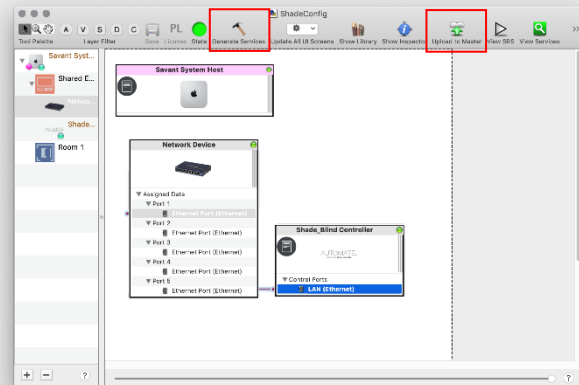 ShadeConfig
A V S D C
PL
Tool Palette Layer Filter Save License State Generate Services Update All UI Screens Show Library Show Inspector Upload to Master View SRS View Services
Savant Syst...
Shared E...
Netwo...
Shade...
Room 1
Savant System Host
Network Device
Assigned Data
Port 1
Ethernet Port (Ethernet)
Port 2
Ethernet Port (Ethernet)
Port 3
Ethernet Port (Ethernet)
Port 4
Ethernet Port (Ethernet)
Port 5
Ethernet Port (Ethernet)
Shade_Blind Controller
AUTOMATE
Control Ports
LAN (Ethernet)
+ − ?
?